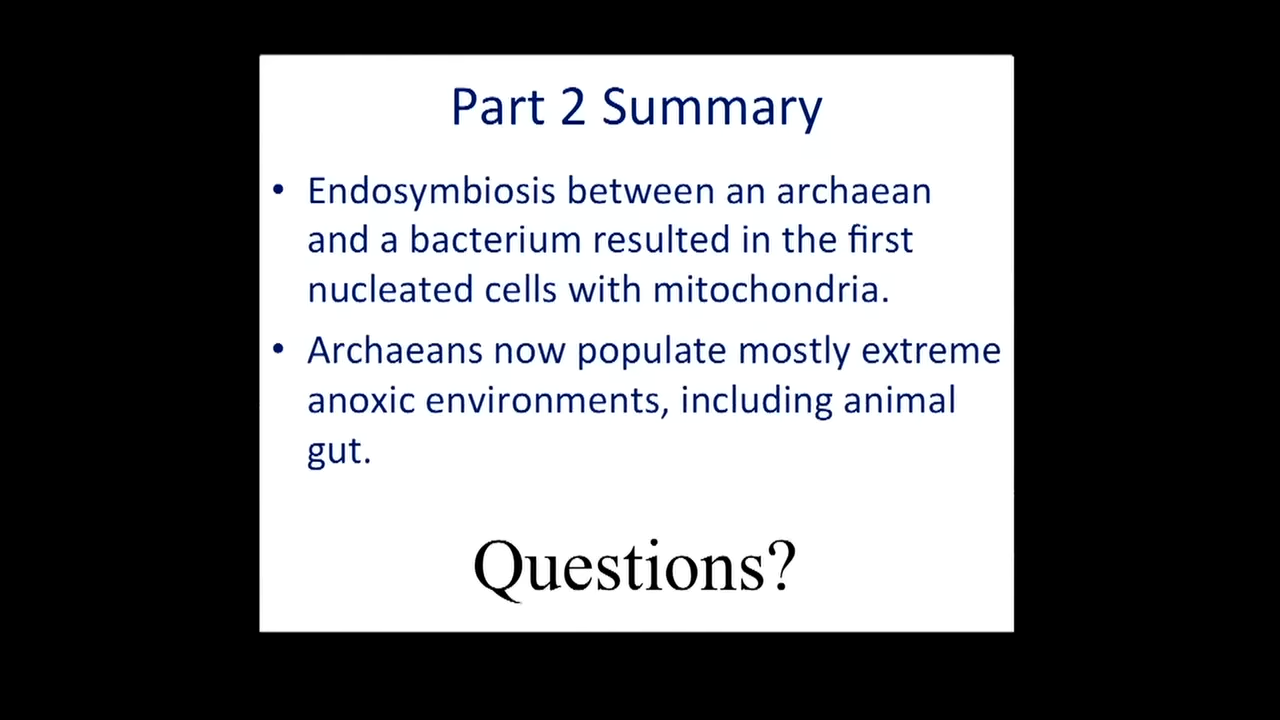 Part 2 Summary
• Endosymbiosis between an archaean
and a bacterium resulted in the first
nucleated cells with mitochondria.
• Archaeans now populate mostly extreme
anoxic environments, including animal
gut.
Questions?